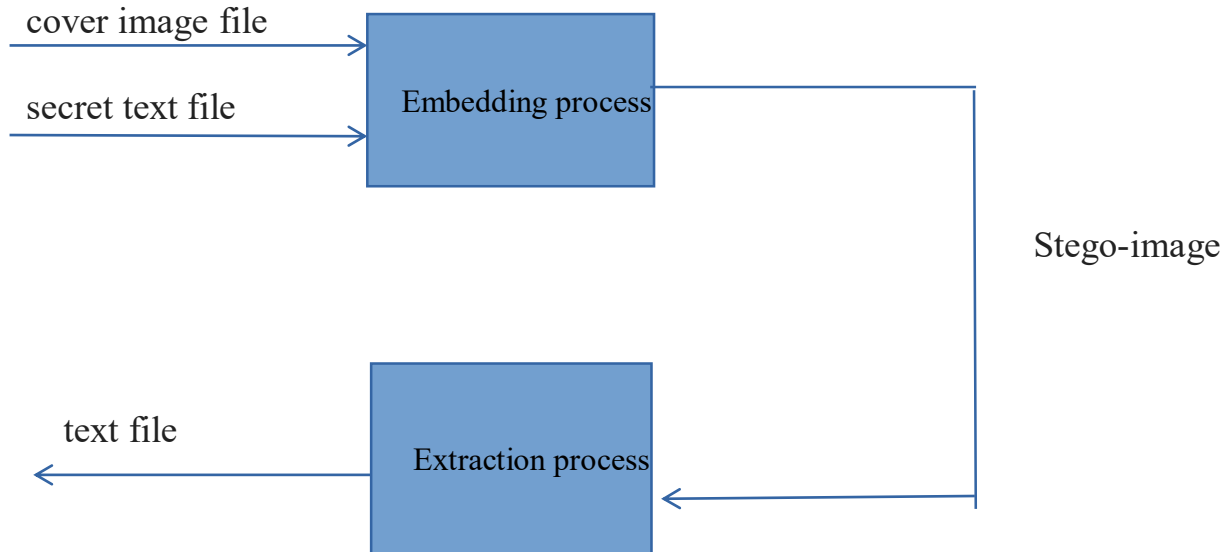 cover image file
secret text file
Embedding process
Stego-image
text file
Extraction process